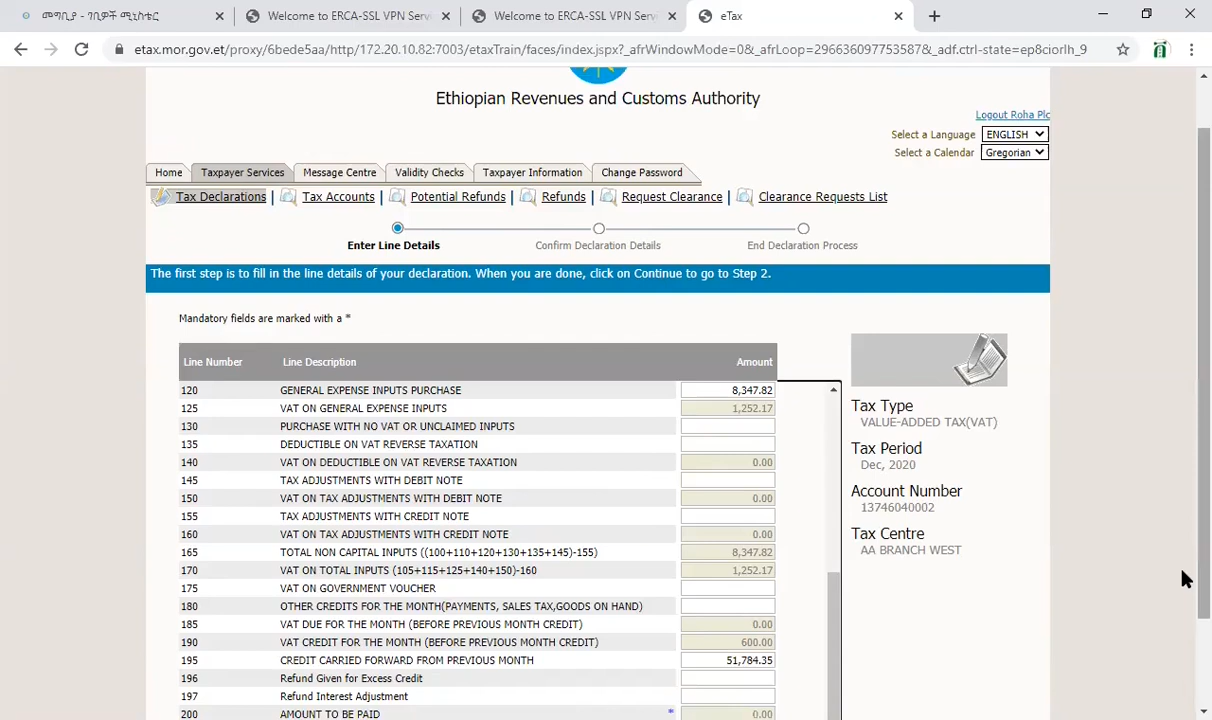 መግቢያ - ገቢዎች ሚኒስቴር
Welcome to ERCA-SSL VPN Servi
Welcome to ERCA-SSL VPN Servi
eTax
etax.mor.gov.et/proxy/6bede5aa/http/172.20.10.82:7003/etaxTrain/faces/index.jspx?_afrWindowMode=0&_afrLoop=296636097753587&_adf.ctrl-state=ep8ciorlh_9
Ethiopian Revenues and Customs Authority
Logout Roha Plc
Select a Language ENGLISH
Select a Calendar Gregorian
Home Taxpayer Services Message Centre Validity Checks Taxpayer Information Change Password
Tax Declarations | Tax Accounts | Potential Refunds | Refunds | Request Clearance | Clearance Requests List
Enter Line Details Confirm Declaration Details End Declaration Process
The first step is to fill in the line details of your declaration. When you are done, click on Continue to go to Step 2.
Mandatory fields are marked with a *
Line Number Line Description Amount
120 GENERAL EXPENSE INPUTS PURCHASE 8,347.82
125 VAT ON GENERAL EXPENSE INPUTS 1,252.17
130 PURCHASE WITH NO VAT OR UNCLAIMED INPUTS
135 DEDUCTIBLE ON VAT REVERSE TAXATION
140 VAT ON DEDUCTIBLE ON VAT REVERSE TAXATION 0.00
145 TAX ADJUSTMENTS WITH DEBIT NOTE
150 VAT ON TAX ADJUSTMENTS WITH DEBIT NOTE 0.00
155 TAX ADJUSTMENTS WITH CREDIT NOTE
160 VAT ON TAX ADJUSTMENTS WITH CREDIT NOTE 0.00
165 TOTAL NON CAPITAL INPUTS ((100+110+120+130+135+145)-155) 8,347.82
170 VAT ON TOTAL INPUTS (105+115+125+140+150)-160 1,252.17
175 VAT ON GOVERNMENT VOUCHER
180 OTHER CREDITS FOR THE MONTH(PAYMENTS, SALES TAX,GOODS ON HAND)
185 VAT DUE FOR THE MONTH (BEFORE PREVIOUS MONTH CREDIT) 0.00
190 VAT CREDIT FOR THE MONTH (BEFORE PREVIOUS MONTH CREDIT) 600.00
195 CREDIT CARRIED FORWARD FROM PREVIOUS MONTH 51,784.35
196 Refund Given for Excess Credit
197 Refund Interest Adjustment
200 AMOUNT TO BE PAID * 0.00
Tax Type
VALUE-ADDED TAX(VAT)
Tax Period
Dec, 2020
Account Number
13746040002
Tax Centre
AA BRANCH WEST